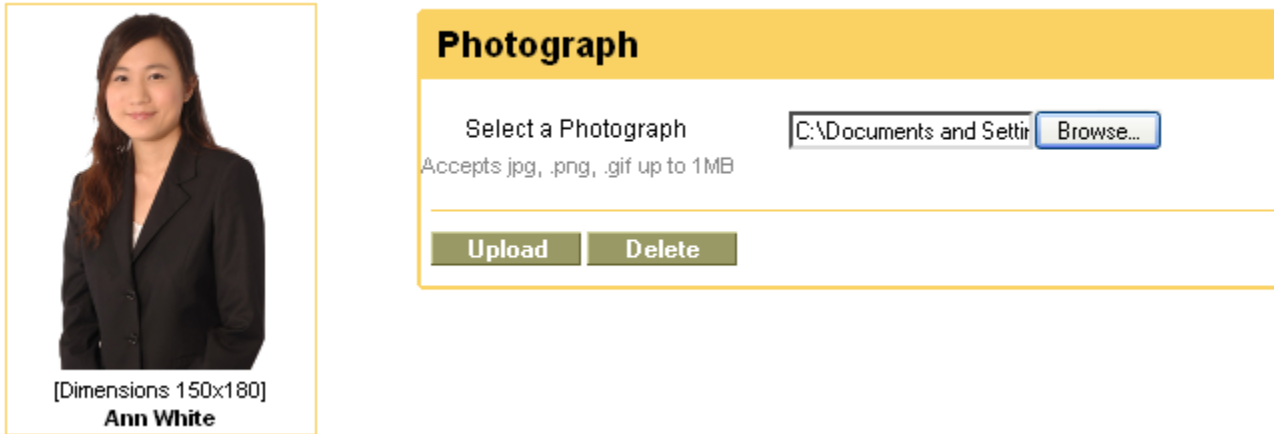 [Dimensions 150x180]
Ann White
Photograph
Select a Photograph
C:\Documents and Settin Browse...
Accepts jpg, .png, .gif up to 1MB
Upload Delete